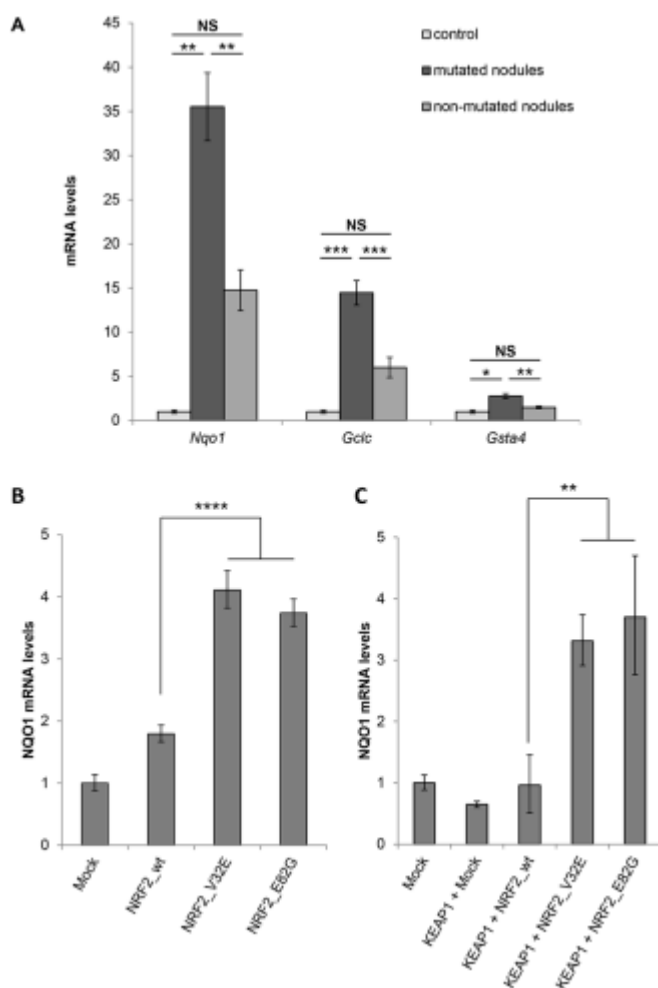 A
45
40
35
30
25
20
15
10
5
0
mRNA levels
control
mutated nodules
non-mutated nodules
NS
** **
NS
*** ***
NS
* **
Nqo1 Gclc Gsta4
B
****
5
4
3
2
1
0
NQO1 mRNA levels
Mock
NRF2_wt
NRF2_V32E
NRF2_E82G
C
**
5
4
3
2
1
0
NQO1 mRNA levels
Mock
KEAP1 + Mock
KEAP1 + NRF2_wt
KEAP1 + NRF2_V32E
KEAP1 + NRF2_E82G